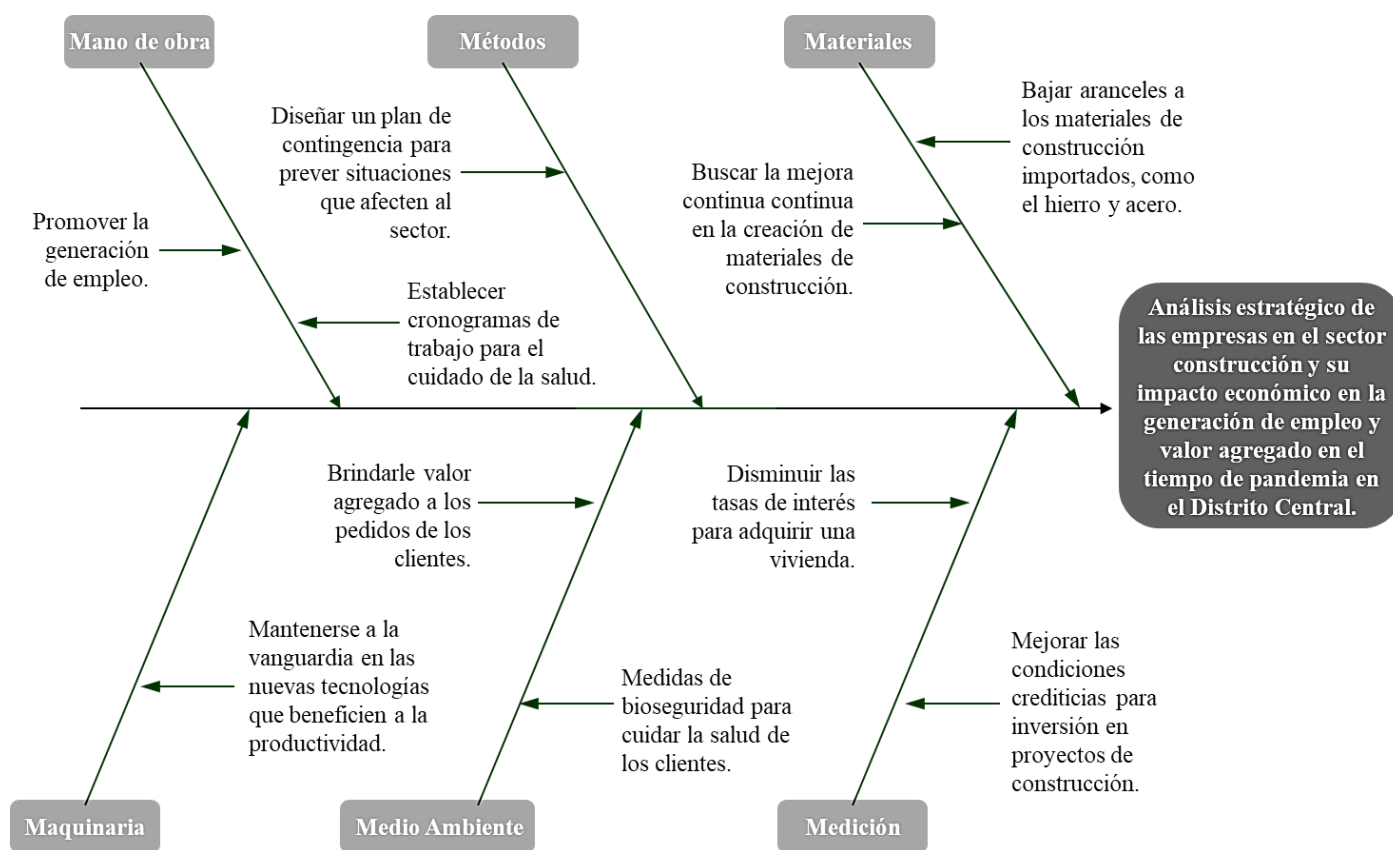 Mano de obra
Métodos
Materiales
Promover la
generación
de empleo.
Establecer
cronogramas de
trabajo para el
cuidado de la salud.
Diseñar un plan de
contingencia para
prever situaciones
que afecten al
sector.
Buscar la mejora
continua continua
en la creación de
materiales de
construcción.
Bajar aranceles a
los materiales de
construcción
importados, como
el hierro y acero.
Análisis estratégico de
las empresas en el sector
construcción y su
impacto económico en la
generación de empleo y
valor agregado en el
tiempo de pandemia en
el Distrito Central.
Mantenerse a la
vanguardia en las
nuevas tecnologías
que beneficien a la
productividad.
Brindarle valor
agregado a los
pedidos de los
clientes.
Medidas de
bioseguridad para
cuidar la salud de
los clientes.
Disminuir las
tasas de interés
para adquirir una
vivienda.
Mejorar las
condiciones
crediticias para
inversión en
proyectos de
construcción.
Maquinaria
Medio Ambiente
Medición